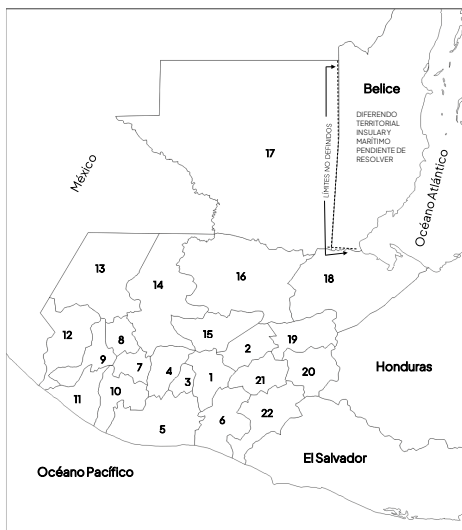 Belice
DIFERENDO
TERRITORIAL
INSULAR Y
MARÍTIMO
PENDIENTE DE
RESOLVER
LÍMITES NO DEFINIDOS
Océano Atlántico
México
17
13
14
16
18
12
8
15
2
19
9
7
4
3
1
21
20
11
10
5
6
22
Honduras
El Salvador
Océano Pacífico